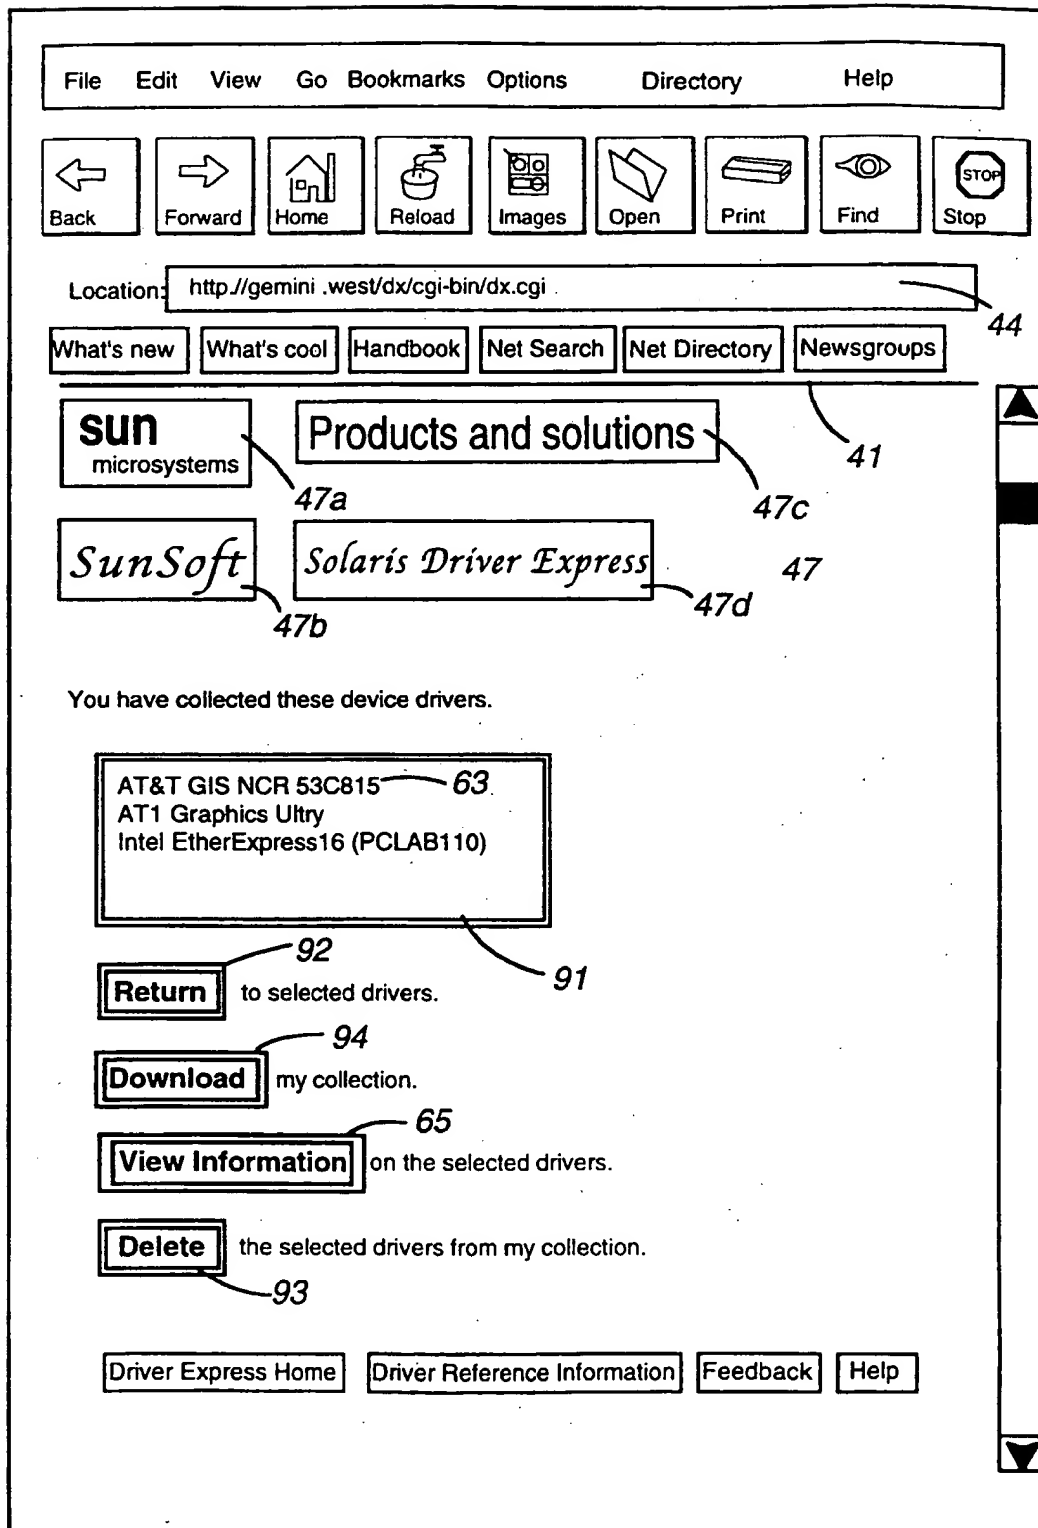 File Edit View Go Bookmarks Options Directory Help
Back Forward Home Reload Images Open Print Find STOP Stop
Location: http://gemini .west/dx/cgi-bin/dx.cgi
44
What's new What's cool Handbook Net Search Net Directory Newsgroups
41
sun
microsystems
47a
Products and solutions
47c
SunSoft
47b
Solaris Driver Express
47d
47
You have collected these device drivers.
AT&T GIS NCR 53C815 63
AT1 Graphics Ultry
Intel EtherExpress16 (PCLAB110)
91
92
Return to selected drivers.
94
Download my collection.
65
View Information on the selected drivers.
Delete the selected drivers from my collection.
93
Driver Express Home Driver Reference Information Feedback Help